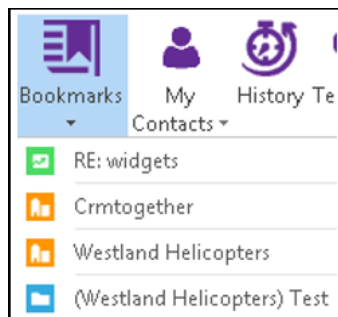 Bookmarks
My Contacts
History
Te
RE: widgets
Crmtogether
Westland Helicopters
(Westland Helicopters) Test